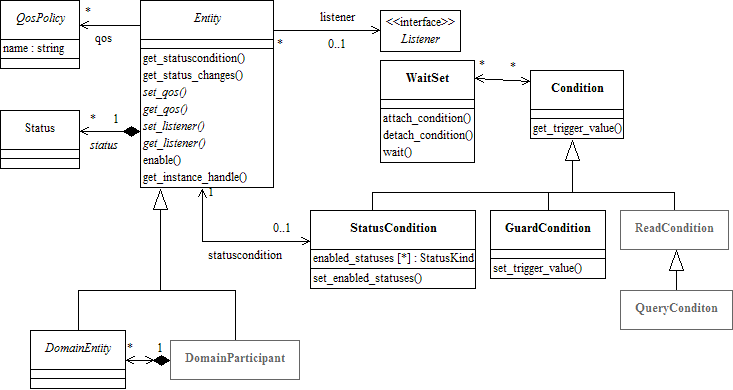 QosPolicy
name : string
*
qos
Entity
get_statuscondition()
get_status_changes()
set_qos()
get_qos()
set_listener()
get_listener()
enable()
get_instance_handle()
listener
*
0..1
<<interface>>
Listener
WaitSet
attach_condition()
detach_condition()
wait()
*
*
Condition
get_trigger_value()
Status
*
1
status
1
0..1
statuscondition
StatusCondition
enabled_statuses [*] : StatusKind
set_enabled_statuses()
GuardCondition
set_trigger_value()
ReadCondition
QueryConditon
DomainEntity
*
1
DomainParticipant